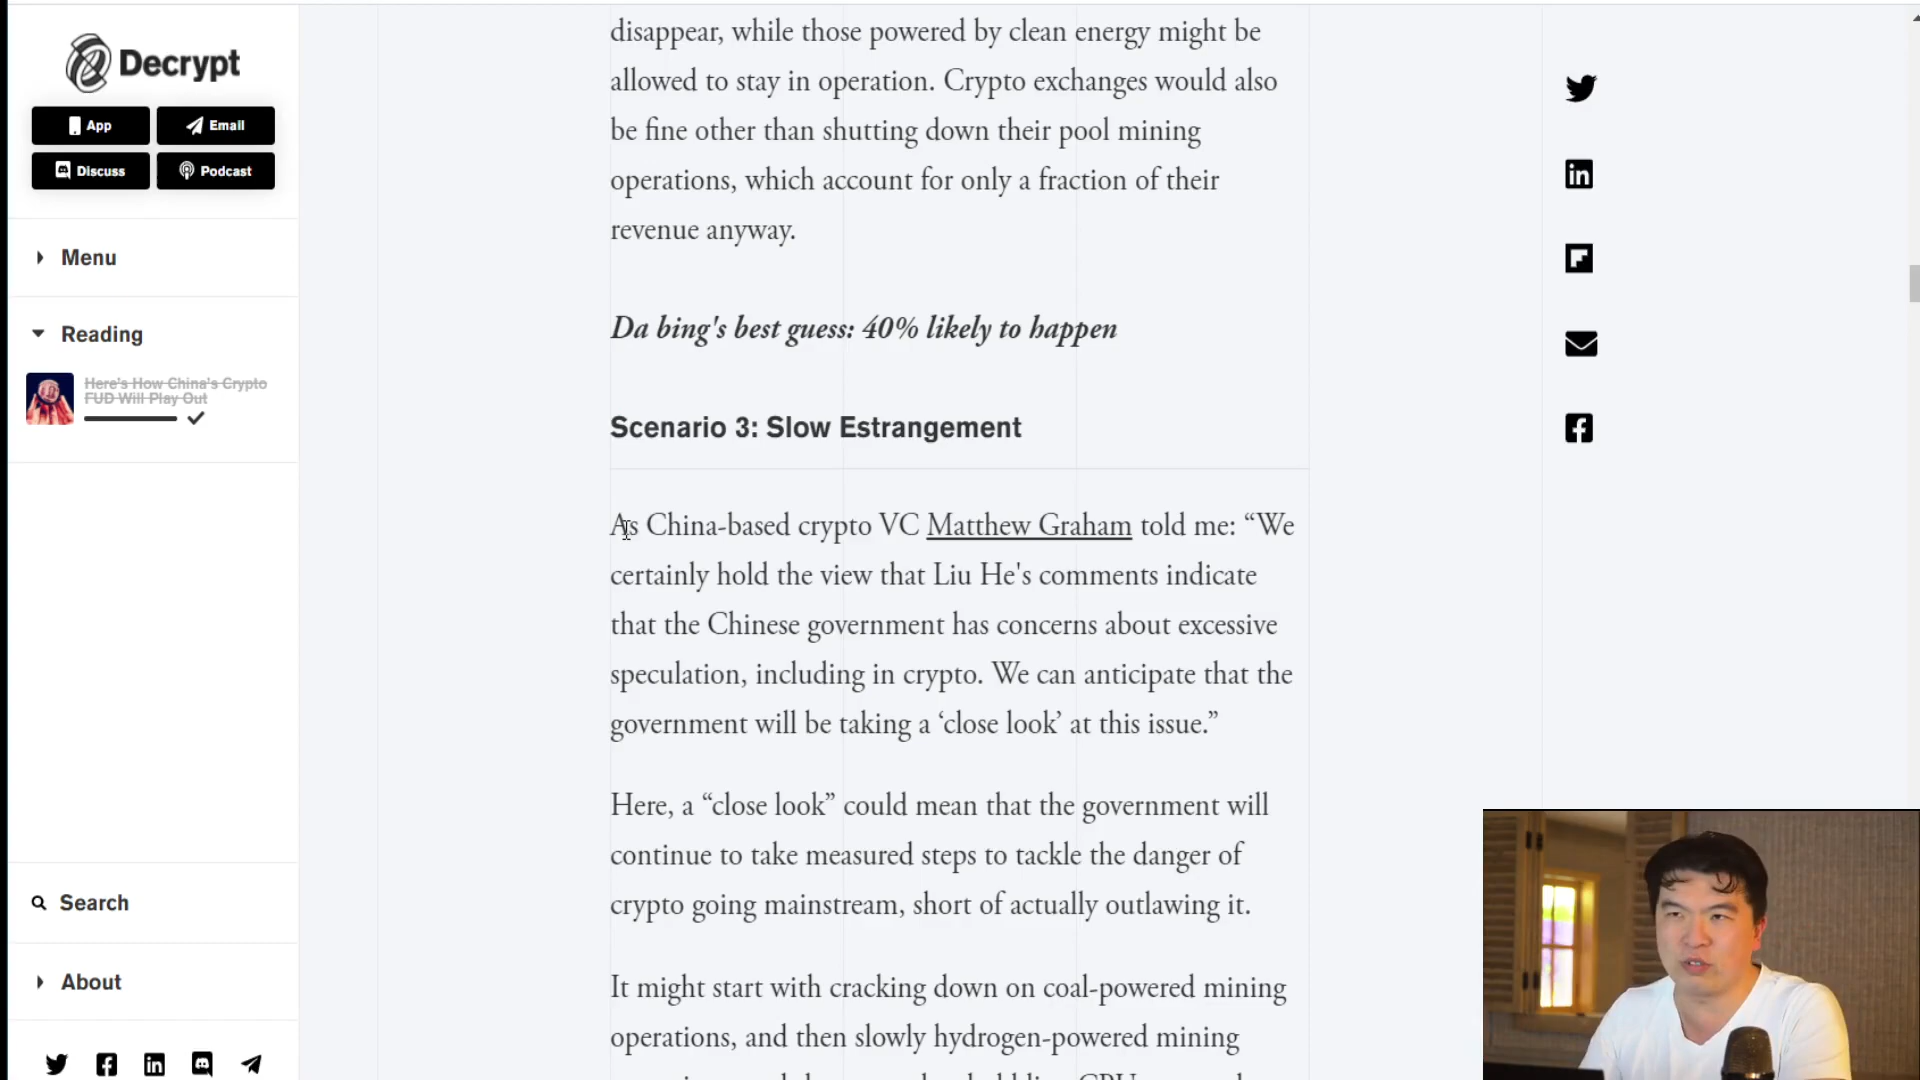 Decrypt
App
Email
Discuss
Podcast
Menu
Reading
Here's How China's Crypto
FUD Will Play Out
Search
About
disappear, while those powered by clean energy might be
allowed to stay in operation. Crypto exchanges would also
be fine other than shutting down their pool mining
operations, which account for only a fraction of their
revenue anyway.
Da bing's best guess: 40% likely to happen
Scenario 3: Slow Estrangement
As China-based crypto VC Matthew Graham told me: “We
certainly hold the view that Liu He's comments indicate
that the Chinese government has concerns about excessive
speculation, including in crypto. We can anticipate that the
government will be taking a ‘close look’ at this issue.”
Here, a “close look” could mean that the government will
continue to take measured steps to tackle the danger of
crypto going mainstream, short of actually outlawing it.
It might start with cracking down on coal-powered mining
operations, and then slowly hydrogen-powered mining